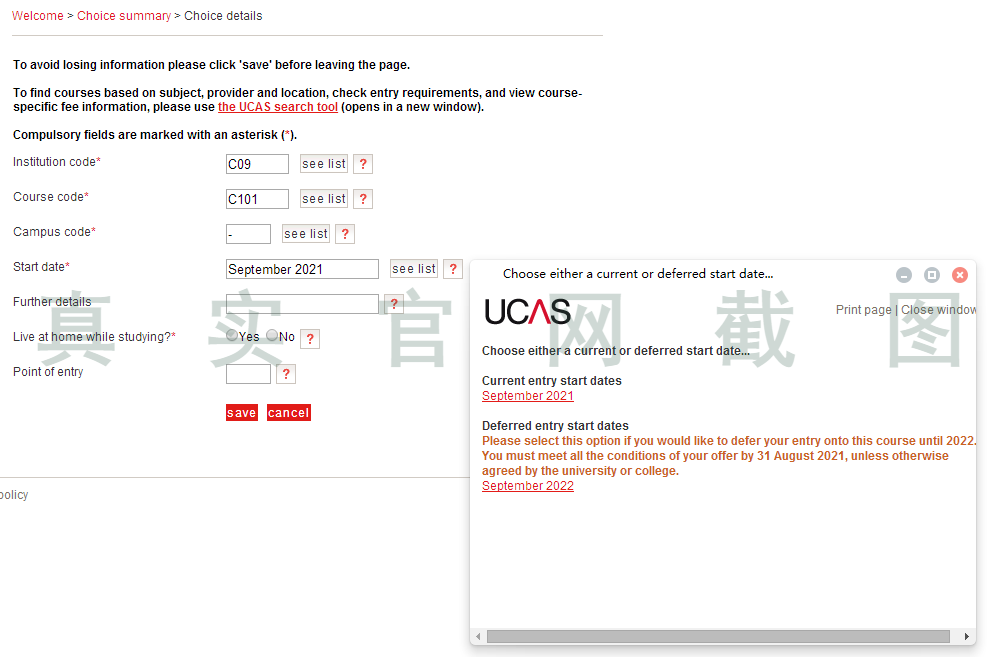 Welcome > Choice summary > Choice details
To avoid losing information please click 'save' before leaving the page.
To find courses based on subject, provider and location, check entry requirements, and view course-
specific fee information, please use the UCAS search tool (opens in a new window).
Compulsory fields are marked with an asterisk (*).
Institution code* C09 see list ?
Course code* C101 see list ?
Campus code* - see list ?
Start date* September 2021 see list ?
Further details ?
Live at home while studying?* Yes No ?
Point of entry ?
save cancel
policy
Choose either a current or deferred start date...
UCAS
Print page | Close window
Choose either a current or deferred start date...
Current entry start dates
September 2021
Deferred entry start dates
Please select this option if you would like to defer your entry onto this course until 2022.
You must meet all the conditions of your offer by 31 August 2021, unless otherwise
agreed by the university or college.
September 2022
真实官网截图